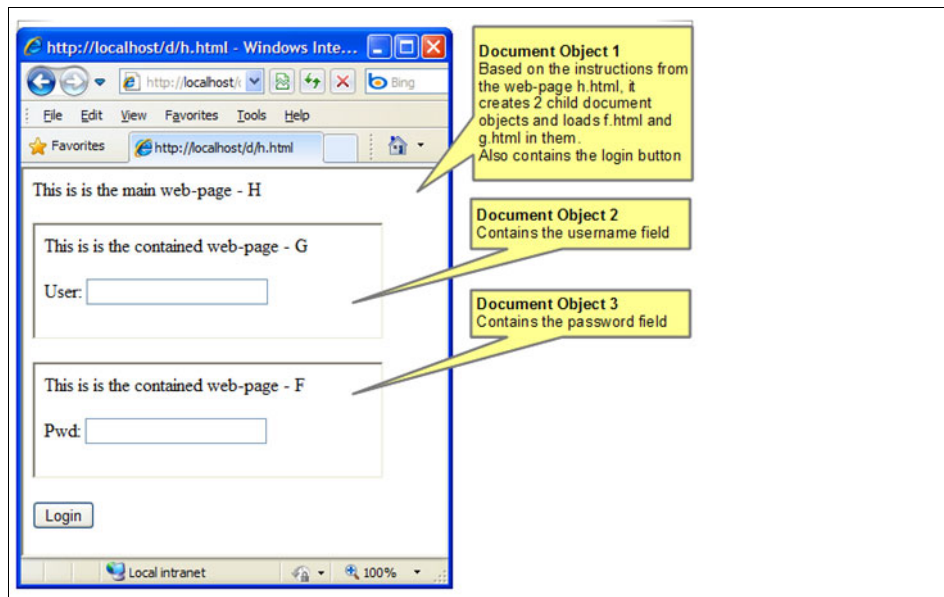 http://localhost/d/h.html - Windows Inte...
http://localhost/
Bing
File Edit View Favorites Tools Help
Favorites
http://localhost/d/h.html
This is is the main web-page - H
This is is the contained web-page - G
User:
This is is the contained web-page - F
Pwd:
Login
Local intranet
100%
Document Object 1
Based on the instructions from
the web-page h.html, it
creates 2 child document
objects and loads f.html and
g.html in them.
Also contains the login button
Document Object 2
Contains the username field
Document Object 3
Contains the password field